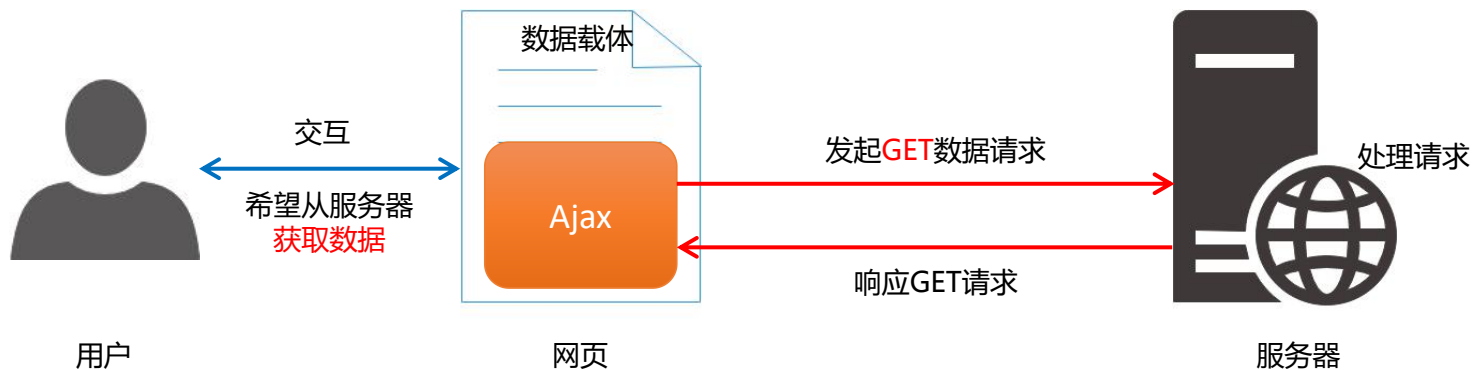 数据载体
交互
希望从服务器
获取数据
Ajax
发起GET数据请求
响应GET请求
处理请求
用户
网页
服务器